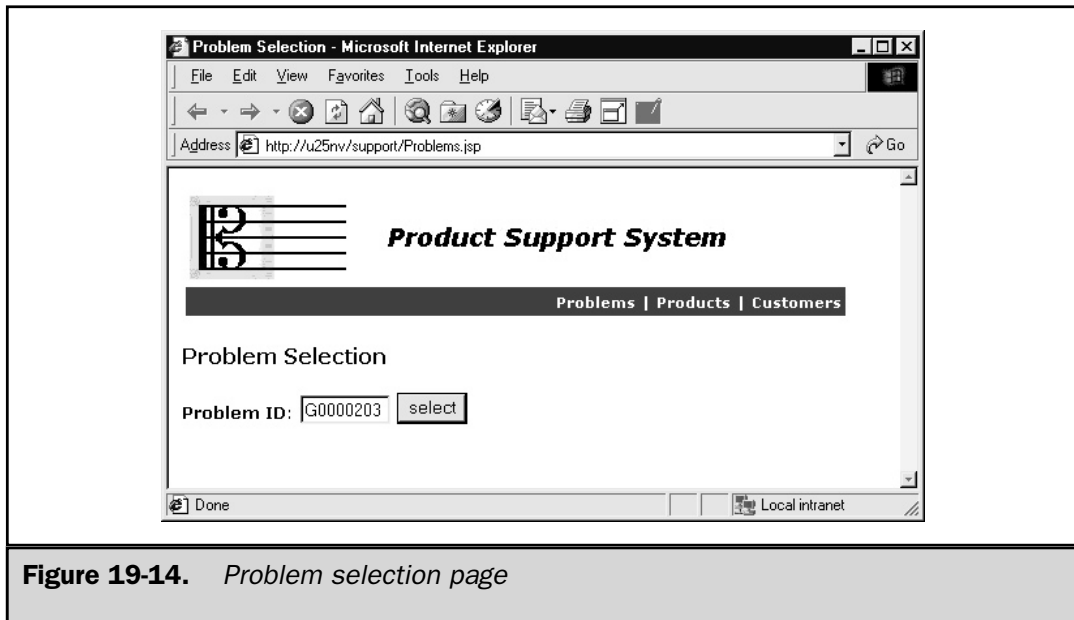 Problem Selection - Microsoft Internet Explorer
File Edit View Favorites Tools Help
Address http://u25nv/support/Problems.jsp Go
Product Support System
Problems | Products | Customers
Problem Selection
Problem ID: G0000203 select
Done Local intranet
Figure 19-14. Problem selection page